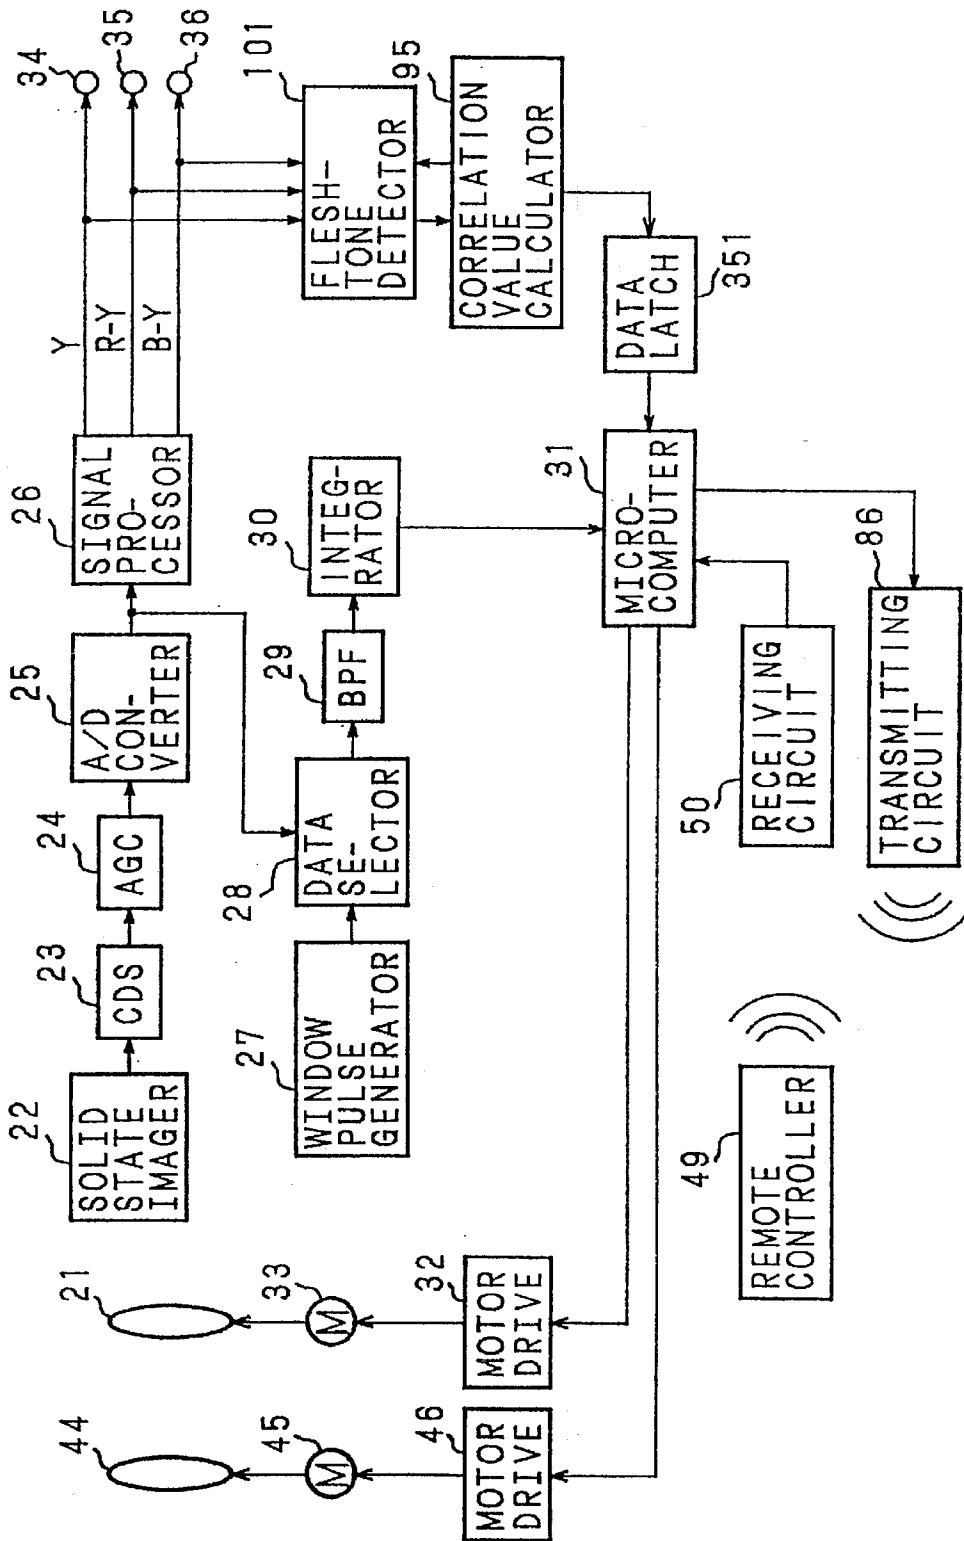 44
21
22
SOLID
STATE
IMAGER
23
CDS
24
AGC
25
A/D
CON-
VERTER
26
SIGNAL
PRO-
CESSOR
Y
R-Y
B-Y
34
35
36
45
M
33
M
27
WINDOW
PULSE
GENERATOR
28
DATA
SE-
LECTOR
29
BPF
30
INTEG-
RATOR
101
FLESH-
TONE
DETECTOR
95
CORRELATION
VALUE
CALCULATOR
46
MOTOR
DRIVE
32
MOTOR
DRIVE
31
MICRO-
COMPUTER
DATA
LATCH
351
49
REMOTE
CONTROLLER
50
RECEIVING
CIRCUIT
86
TRANSMITTING
CIRCUIT